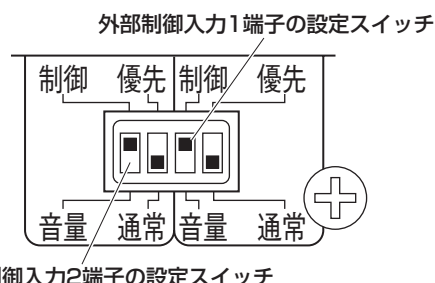 外部制御入力1端子の設定スイッチ
制御 優先 制御 優先
音量 通常 音量 通常
御入力2端子の設定スイッチ